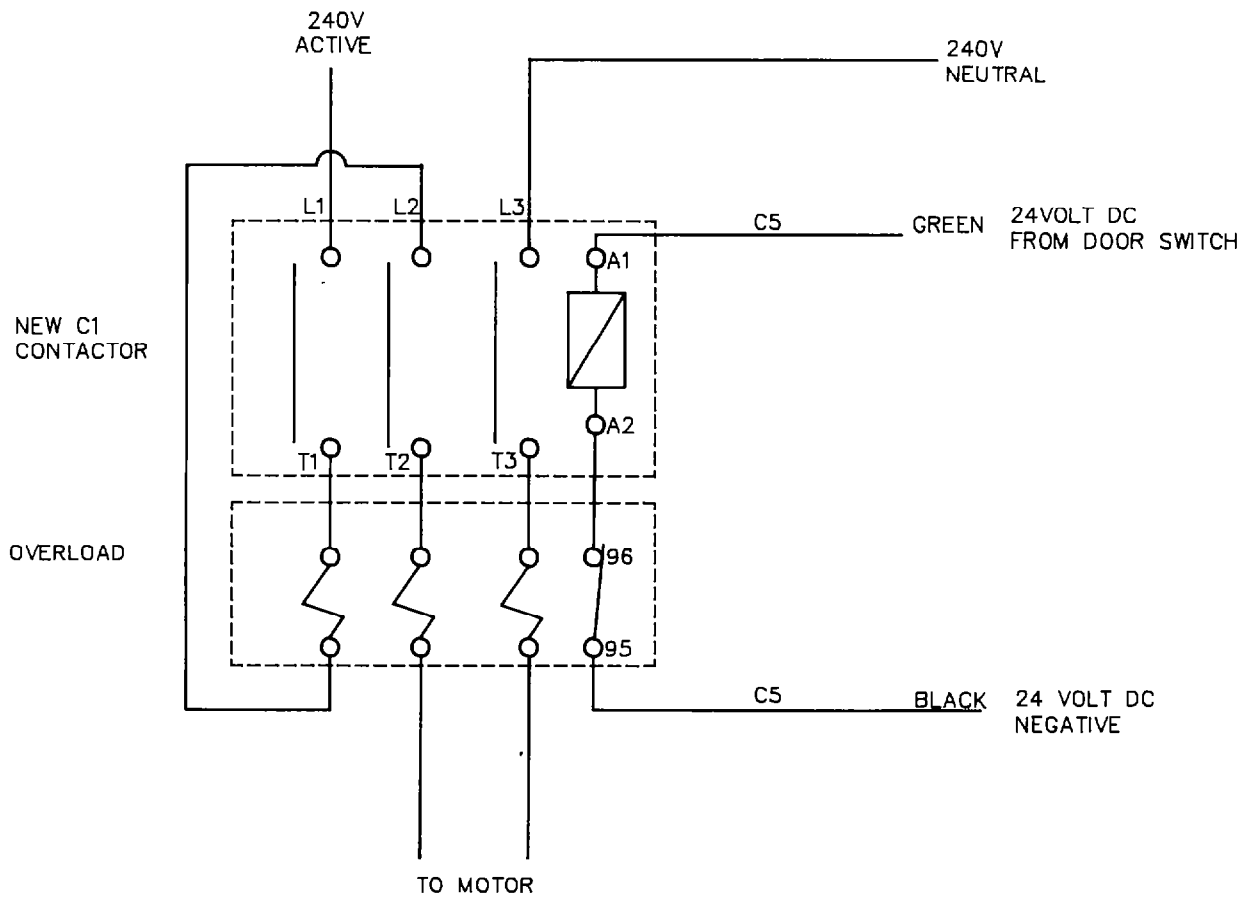 240V
ACTIVE
240V
NEUTRAL
L1
L2
L3
C5
GREEN
24VOLT DC
FROM DOOR SWITCH
A1
NEW C1
CONTACTOR
A2
T1
T2
T3
OVERLOAD
96
95
C5
BLACK
24 VOLT DC
NEGATIVE
TO MOTOR